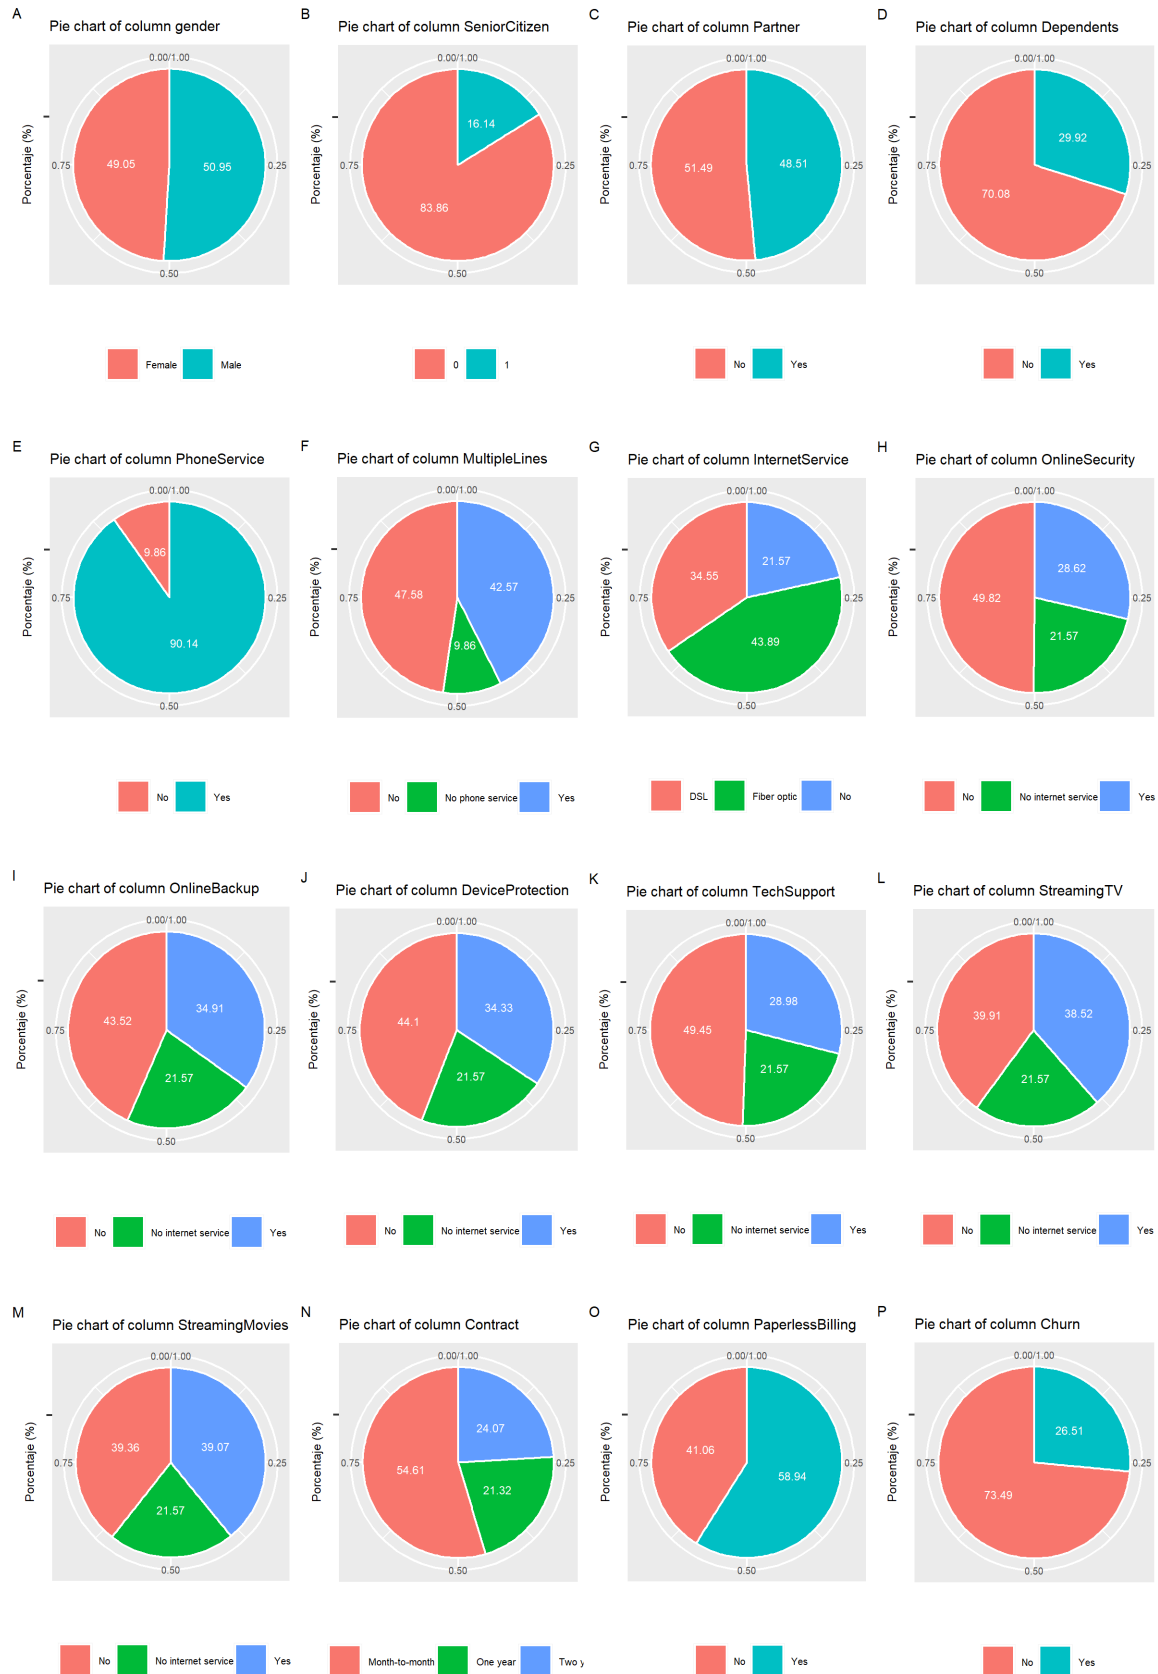 A
Pie chart of column gender
0.00/1.00
Porcentaje (%)
0.75
49.05
50.95
0.25
0.50
Female Male
B
Pie chart of column SeniorCitizen
0.00/1.00
Porcentaje (%)
0.75
16.14
83.86
0.25
0.50
0 1
C
Pie chart of column Partner
0.00/1.00
Porcentaje (%)
0.75
51.49
48.51
0.25
0.50
No Yes
D
Pie chart of column Dependents
0.00/1.00
Porcentaje (%)
0.75
29.92
70.08
0.25
0.50
No Yes
E
Pie chart of column PhoneService
0.00/1.00
Porcentaje (%)
0.75
9.86
90.14
0.25
0.50
No Yes
F
Pie chart of column MultipleLines
0.00/1.00
Porcentaje (%)
0.75
47.58
42.57
9.86
0.25
0.50
No No phone service Yes
G
Pie chart of column InternetService
0.00/1.00
Porcentaje (%)
0.75
34.55
21.57
43.89
0.25
0.50
DSL Fiber optic No
H
Pie chart of column OnlineSecurity
0.00/1.00
Porcentaje (%)
0.75
28.62
49.82
21.57
0.25
0.50
No No internet service Yes
I
Pie chart of column OnlineBackup
0.00/1.00
Porcentaje (%)
0.75
43.52
34.91
21.57
0.25
0.50
No No internet service Yes
J
Pie chart of column DeviceProtection
0.00/1.00
Porcentaje (%)
0.75
44.1
34.33
21.57
0.25
0.50
No No internet service Yes
K
Pie chart of column TechSupport
0.00/1.00
Porcentaje (%)
0.75
28.98
49.45
21.57
0.25
0.50
No No internet service Yes
L
Pie chart of column StreamingTV
0.00/1.00
Porcentaje (%)
0.75
39.91
38.52
21.57
0.25
0.50
No No internet service Yes
M
Pie chart of column StreamingMovies
0.00/1.00
Porcentaje (%)
0.75
39.36
39.07
21.57
0.25
0.50
No No internet service Yes
N
Pie chart of column Contract
0.00/1.00
Porcentaje (%)
0.75
24.07
54.61
21.32
0.25
0.50
Month-to-month One year Two y
O
Pie chart of column PaperlessBilling
0.00/1.00
Porcentaje (%)
0.75
41.06
58.94
0.25
0.50
No Yes
P
Pie chart of column Churn
0.00/1.00
Porcentaje (%)
0.75
26.51
73.49
0.25
0.50
No Yes